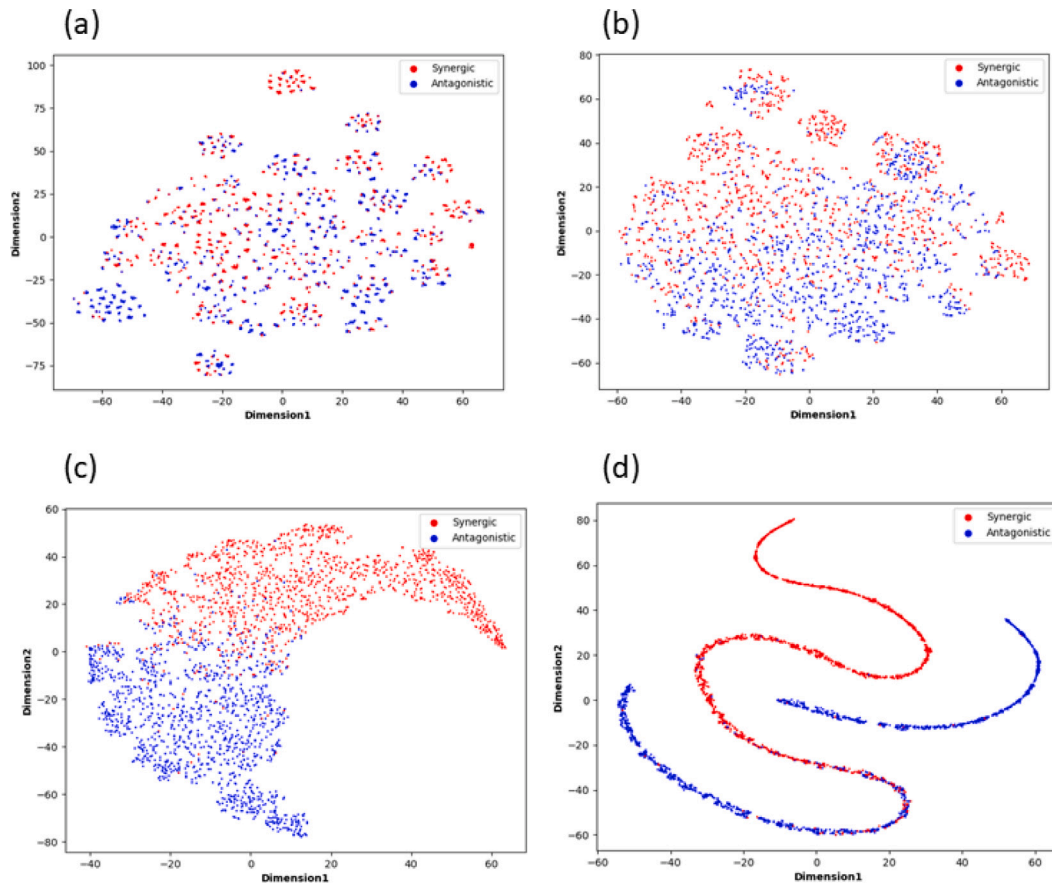 (a)
Synergic
Antagonistic
100
75
50
25
0
−25
−50
−75
Dimension2
−60
−40
−20
0
20
40
60
Dimension1
(b)
Synergic
Antagonistic
80
60
40
20
0
−20
−40
−60
Dimension2
−60
−40
−20
0
20
40
60
Dimension1
(c)
Synergic
Antagonistic
60
40
20
0
−20
−40
−60
−80
Dimension2
−40
−20
0
20
40
60
Dimension1
(d)
Synergic
Antagonistic
80
60
40
20
0
−20
−40
−60
Dimension2
−60
−40
−20
0
20
40
60
Dimension1